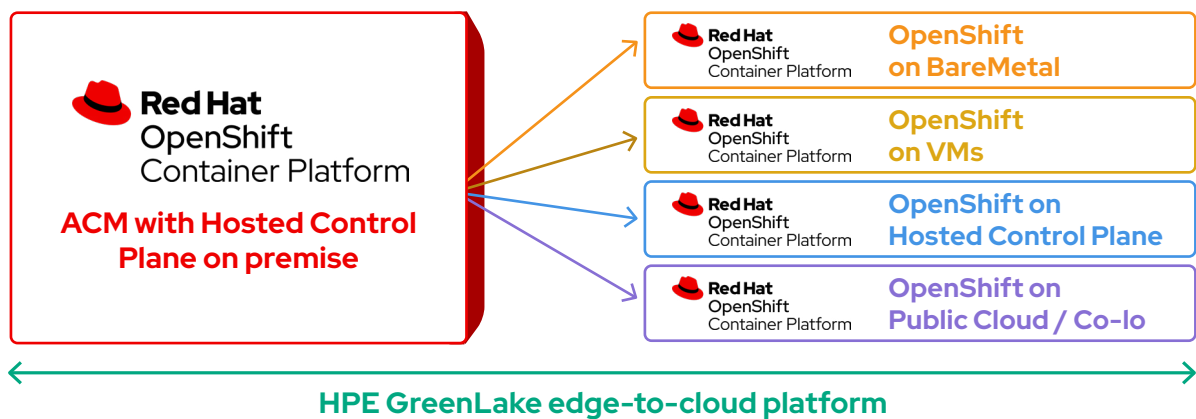 Red Hat
OpenShift
Container Platform
ACM with Hosted Control
Plane on premise
Red Hat
OpenShift
Container Platform
OpenShift
on BareMetal
Red Hat
OpenShift
Container Platform
OpenShift
on VMs
Red Hat
OpenShift
Container Platform
OpenShift on
Hosted Control Plane
Red Hat
OpenShift
Container Platform
OpenShift on
Public Cloud / Co-lo
HPE GreenLake edge-to-cloud platform